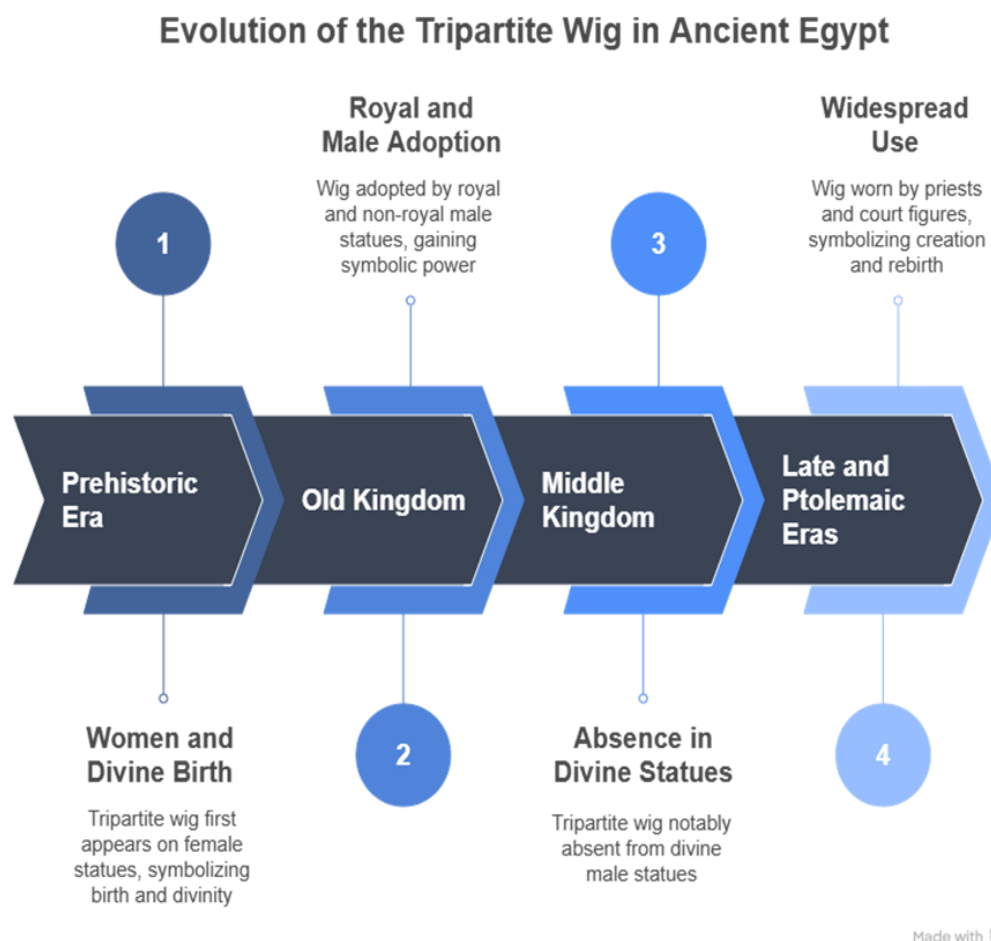 Evolution of the Tripartite Wig in Ancient Egypt
Royal and
Male Adoption
Wig adopted by royal
and non-royal male
statues, gaining
symbolic power
Widespread
Use
Wig worn by priests
and court figures,
symbolizing creation
and rebirth
1
3
Prehistoric
Era
Old Kingdom
Middle
Kingdom
Late and
Ptolemaic
Eras
Women and
Divine Birth
Tripartite wig first
appears on female
statues, symbolizing
birth and divinity
2
Absence in
Divine Statues
Tripartite wig notably
absent from divine
male statues
4
Made with